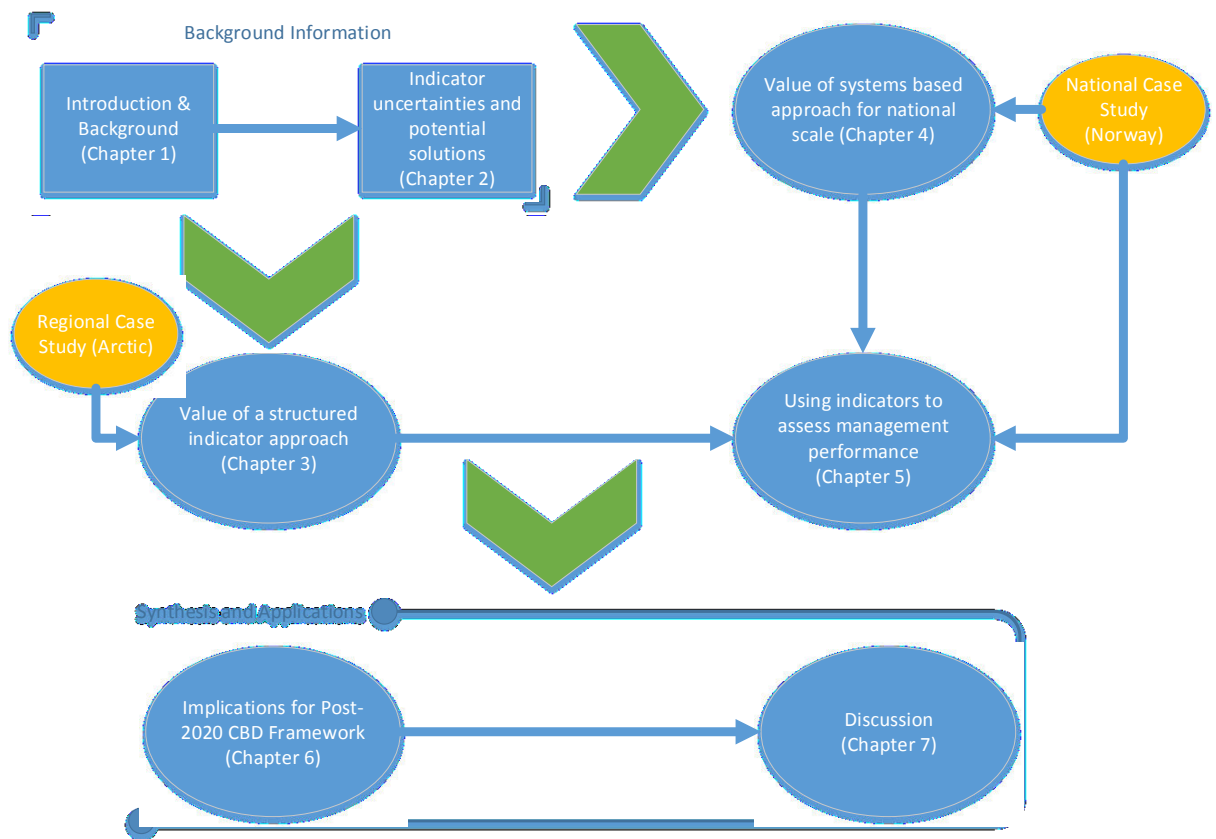 Background Information
Introduction &
Background
(Chapter 1)
Indicator
uncertainties and
potential
solutions
(Chapter 2)
Value of systems based
approach for national
scale (Chapter 4)
National Case
Study
(Norway)
Regional Case
Study (Arctic)
Value of a structured
indicator approach
(Chapter 3)
Using indicators to
assess management
performance
(Chapter 5)
Synthesis and Applications
Implications for Post-
2020 CBD Framework
(Chapter 6)
Discussion
(Chapter 7)